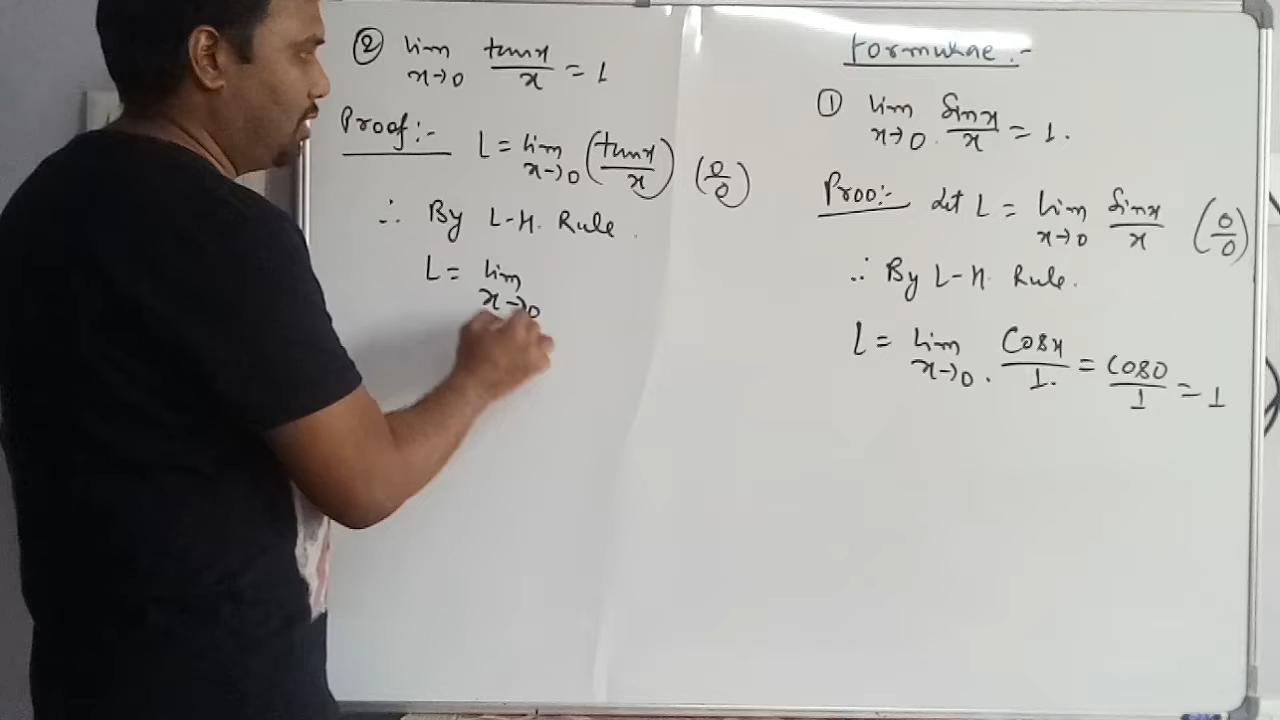 ② lim x→0 tanx/x = 1
Proof:- L = lim x→0 (tanx/x) (0/0)
∴ By L-H. Rule.
L = lim x→0
Formulae :-
① lim x→0 Sinx/x = 1.
Proo:- Let L = lim x→0 Sinx/x (0/0)
∴ By L-H. Rule.
L = lim x→0. Cosx/1. = Cos0/1 = 1